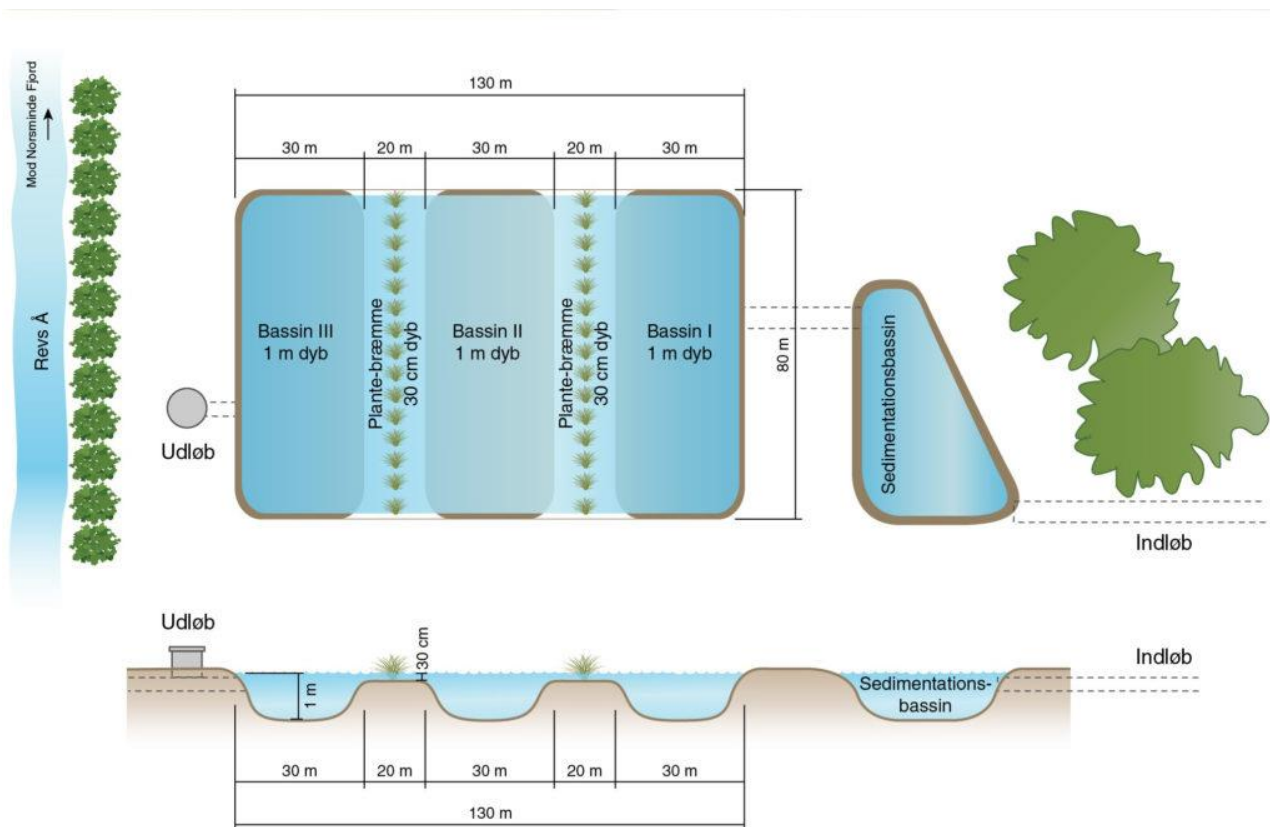 130 m
30 m
20 m
30 m
20 m
30 m
Mod Norsminde Fjord
Revs Å
Bassin III
1 m dyb
Plante-bræmme
30 cm dyb
Bassin II
1 m dyb
Plante-bræmme
30 cm dyb
Bassin I
1 m dyb
80 m
Sedimentationsbassin
Udløb
Indløb
Udløb
30 cm
1 m
Indløb
Sedimentations-
bassin
30 m
20 m
30 m
20 m
30 m
130 m